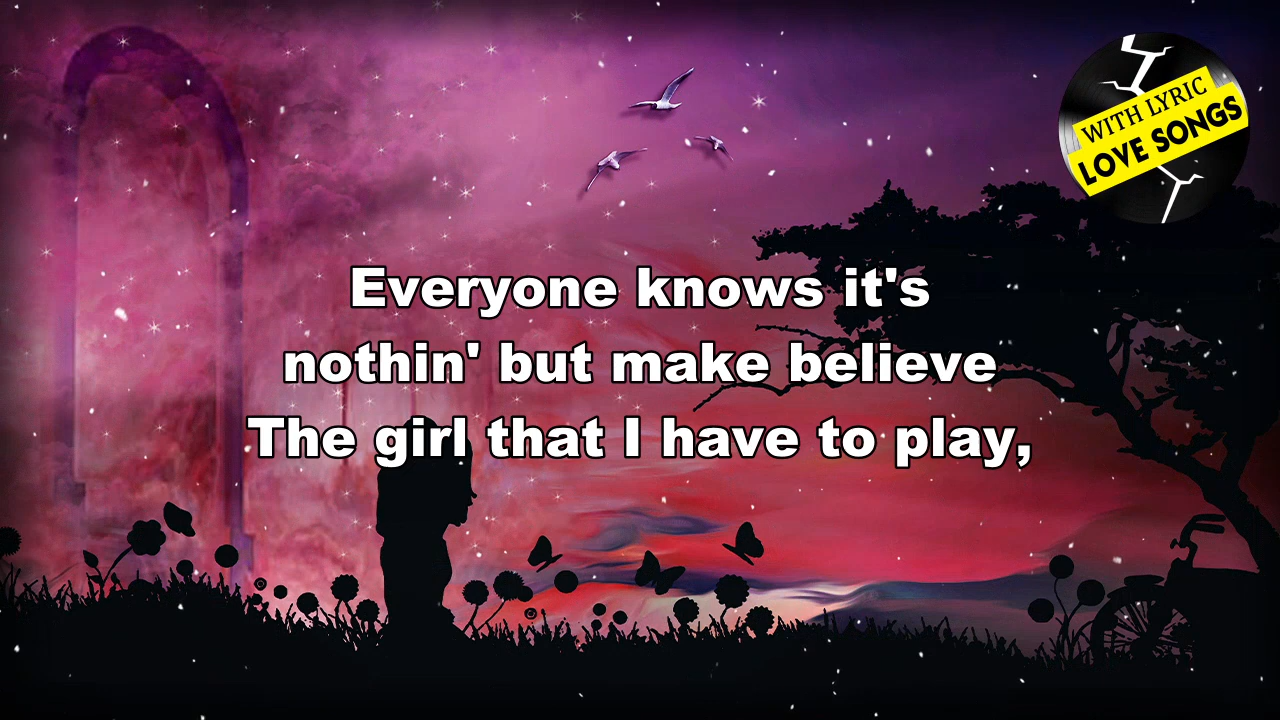 WITH LYRIC
LOVE SONGS
Everyone knows it's
nothin' but make believe
The girl that I have to play,